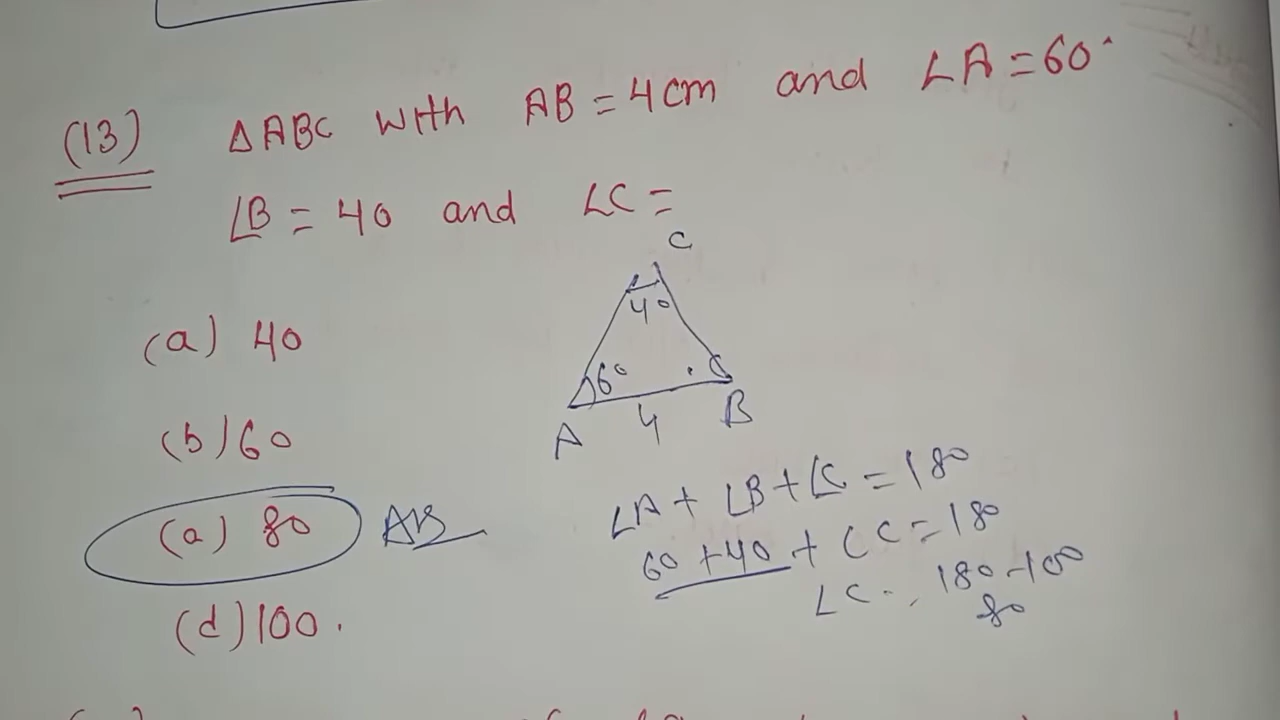 (13) ΔABC with AB = 4cm and ∠A = 60°
∠B = 40 and ∠C =
C
40
60
A 4 B
(a) 40
(b) 60
(a) 80 Ans
(d) 100.
∠A + ∠B + ∠C = 180
60 + 40 + ∠C = 180
∠C = 180 - 100
80